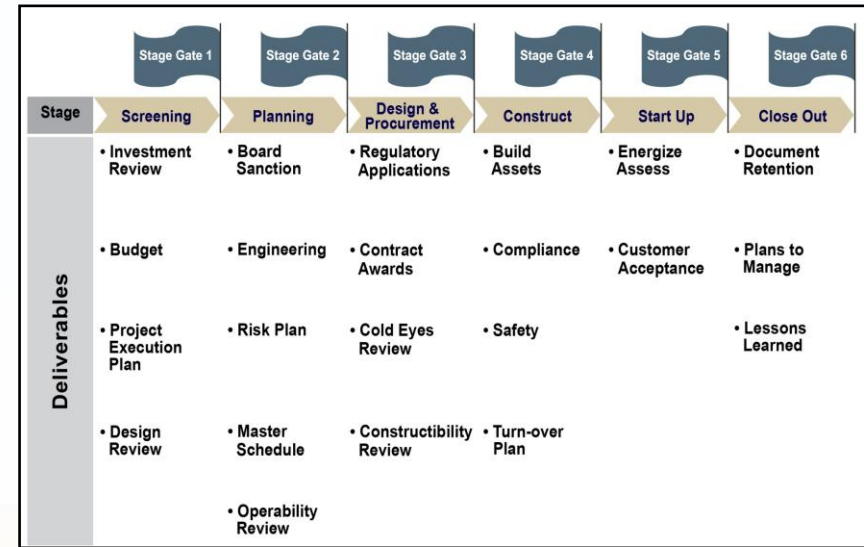 Stage Gate 1
Stage Gate 2
Stage Gate 3
Stage Gate 4
Stage Gate 5
Stage Gate 6
Stage
Screening
Planning
Design &
Procurement
Construct
Start Up
Close Out
Deliverables
• Investment
Review
• Budget
• Project
Execution
Plan
• Design
Review
• Board
Sanction
• Engineering
• Risk Plan
• Master
Schedule
• Operability
Review
• Regulatory
Applications
• Contract
Awards
• Cold Eyes
Review
• Constructibility
Review
• Build
Assets
• Compliance
• Safety
• Turn-over
Plan
• Energize
Assess
• Customer
Acceptance
• Document
Retention
• Plans to
Manage
• Lessons
Learned